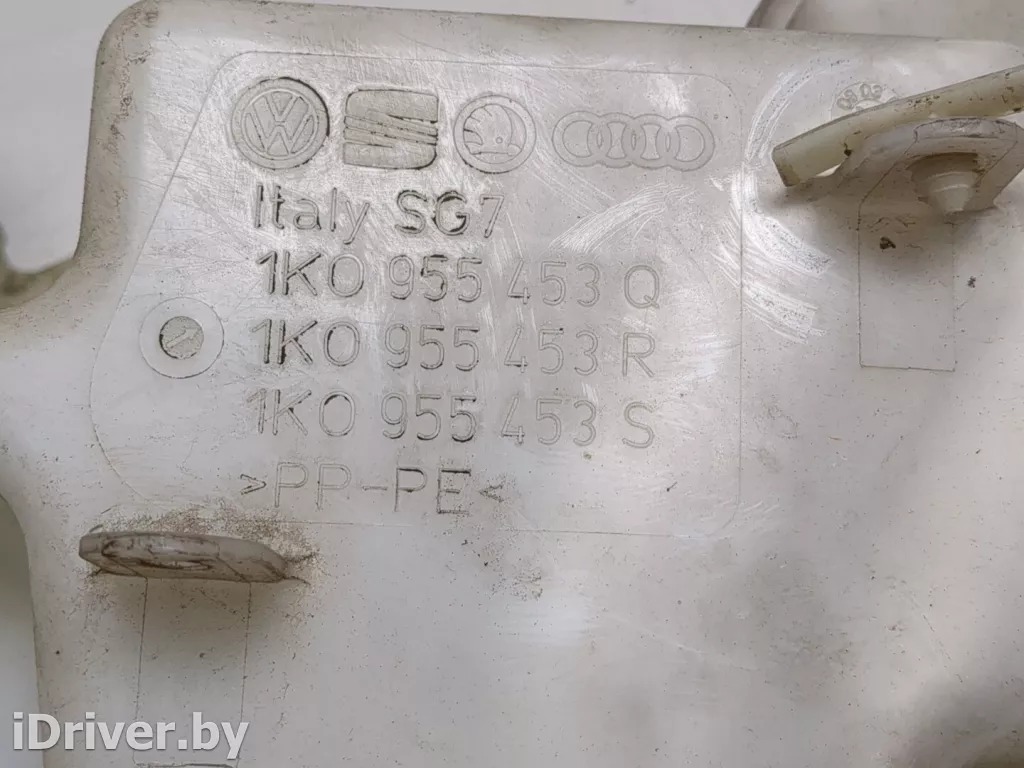 Italy SG7
1K0 955 453 Q
1K0 955 453 R
1K0 955 453 S
>PP-PE<
iDriver.by